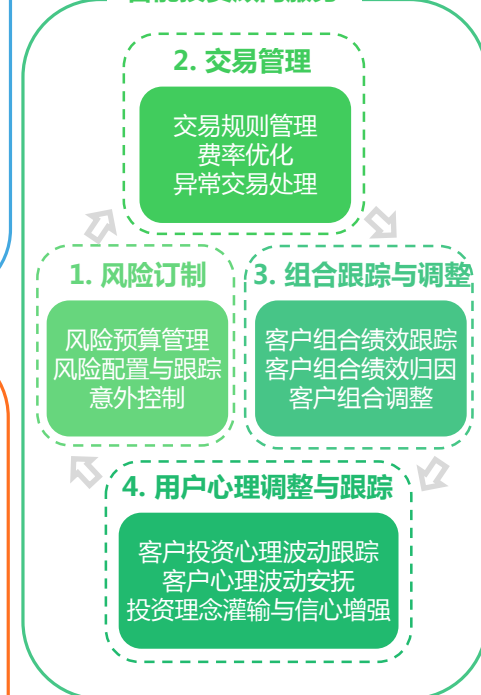 2. 交易管理
交易规则管理
费率优化
异常交易处理
1. 风险订制
风险预算管理
风险配置与跟踪
意外控制
3. 组合跟踪与调整
客户组合绩效跟踪
客户组合绩效归因
客户组合调整
4. 用户心理调整与跟踪
客户投资心理波动跟踪
客户心理波动安抚
投资理念灌输与信心增强